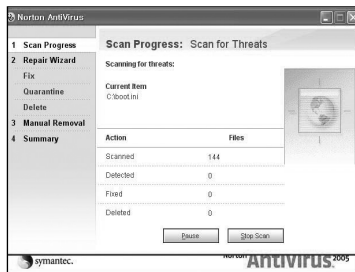 Norton AntiVirus
1 Scan Progress
2 Repair Wizard
Fix
Quarantine
Delete
3 Manual Removal
4 Summary
Scan Progress: Scan for Threats
Scanning for threats:
Current Item
C:\boot.ini
Action Files
Scanned 144
Detected 0
Fixed 0
Deleted 0
Pause Stop Scan
symantec.
Norton AntiVirus 2005